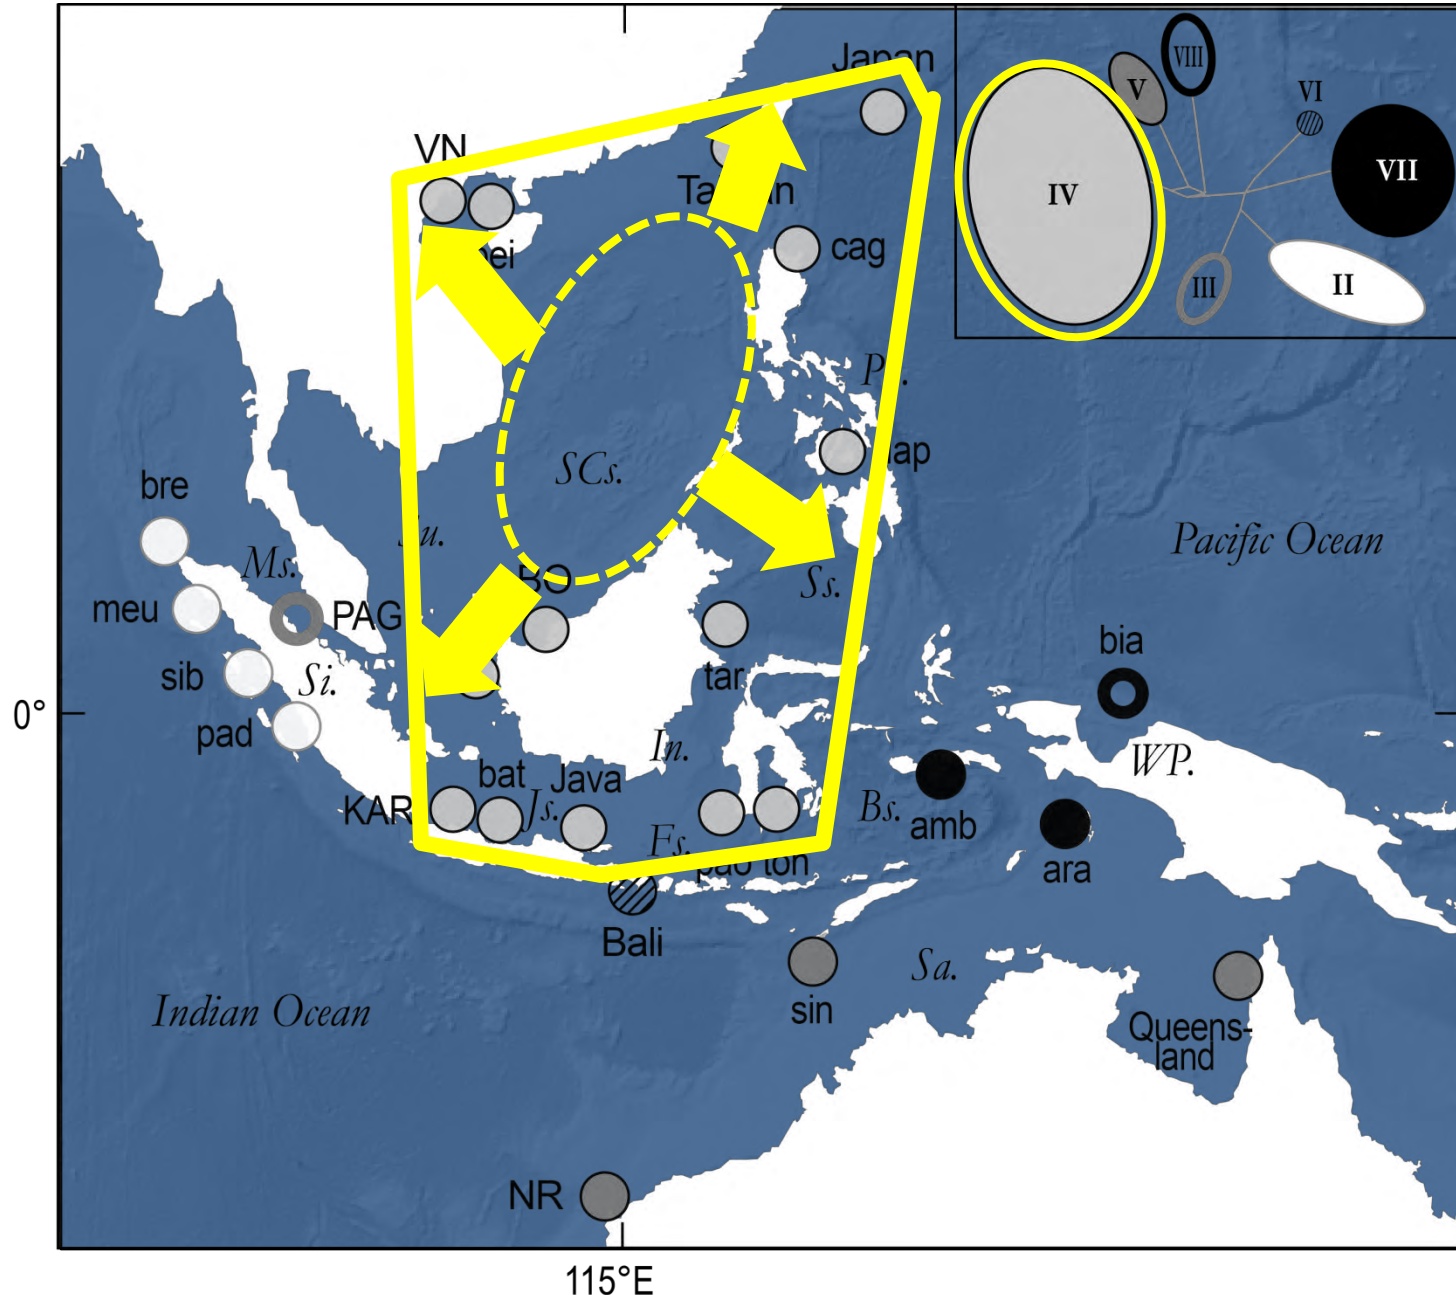 Japan
VIII
V
VI
VII
IV
VN
cag
III
II
SCs.
bre
Pacific Ocean
Ms.
Ss.
BO
meu
PAG
bia
sib
Si.
tar
0°
pad
In.
WP.
bat
Java
KAR
Js.
Bs.
amb
Fs.
ara
pao ton
Bali
Sa.
Indian Ocean
sin
Queens-
land
NR
115°E